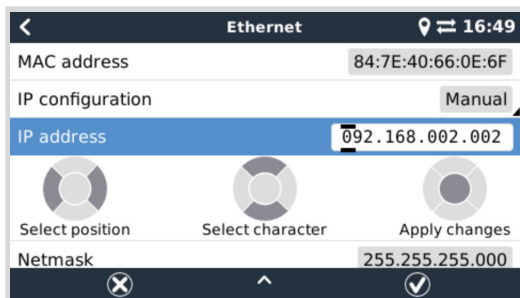 Ethernet 16:49
MAC address 84:7E:40:66:0E:6F
IP configuration Manual
IP address 092.168.002.002
Select position Select character Apply changes
Netmask 255.255.255.000